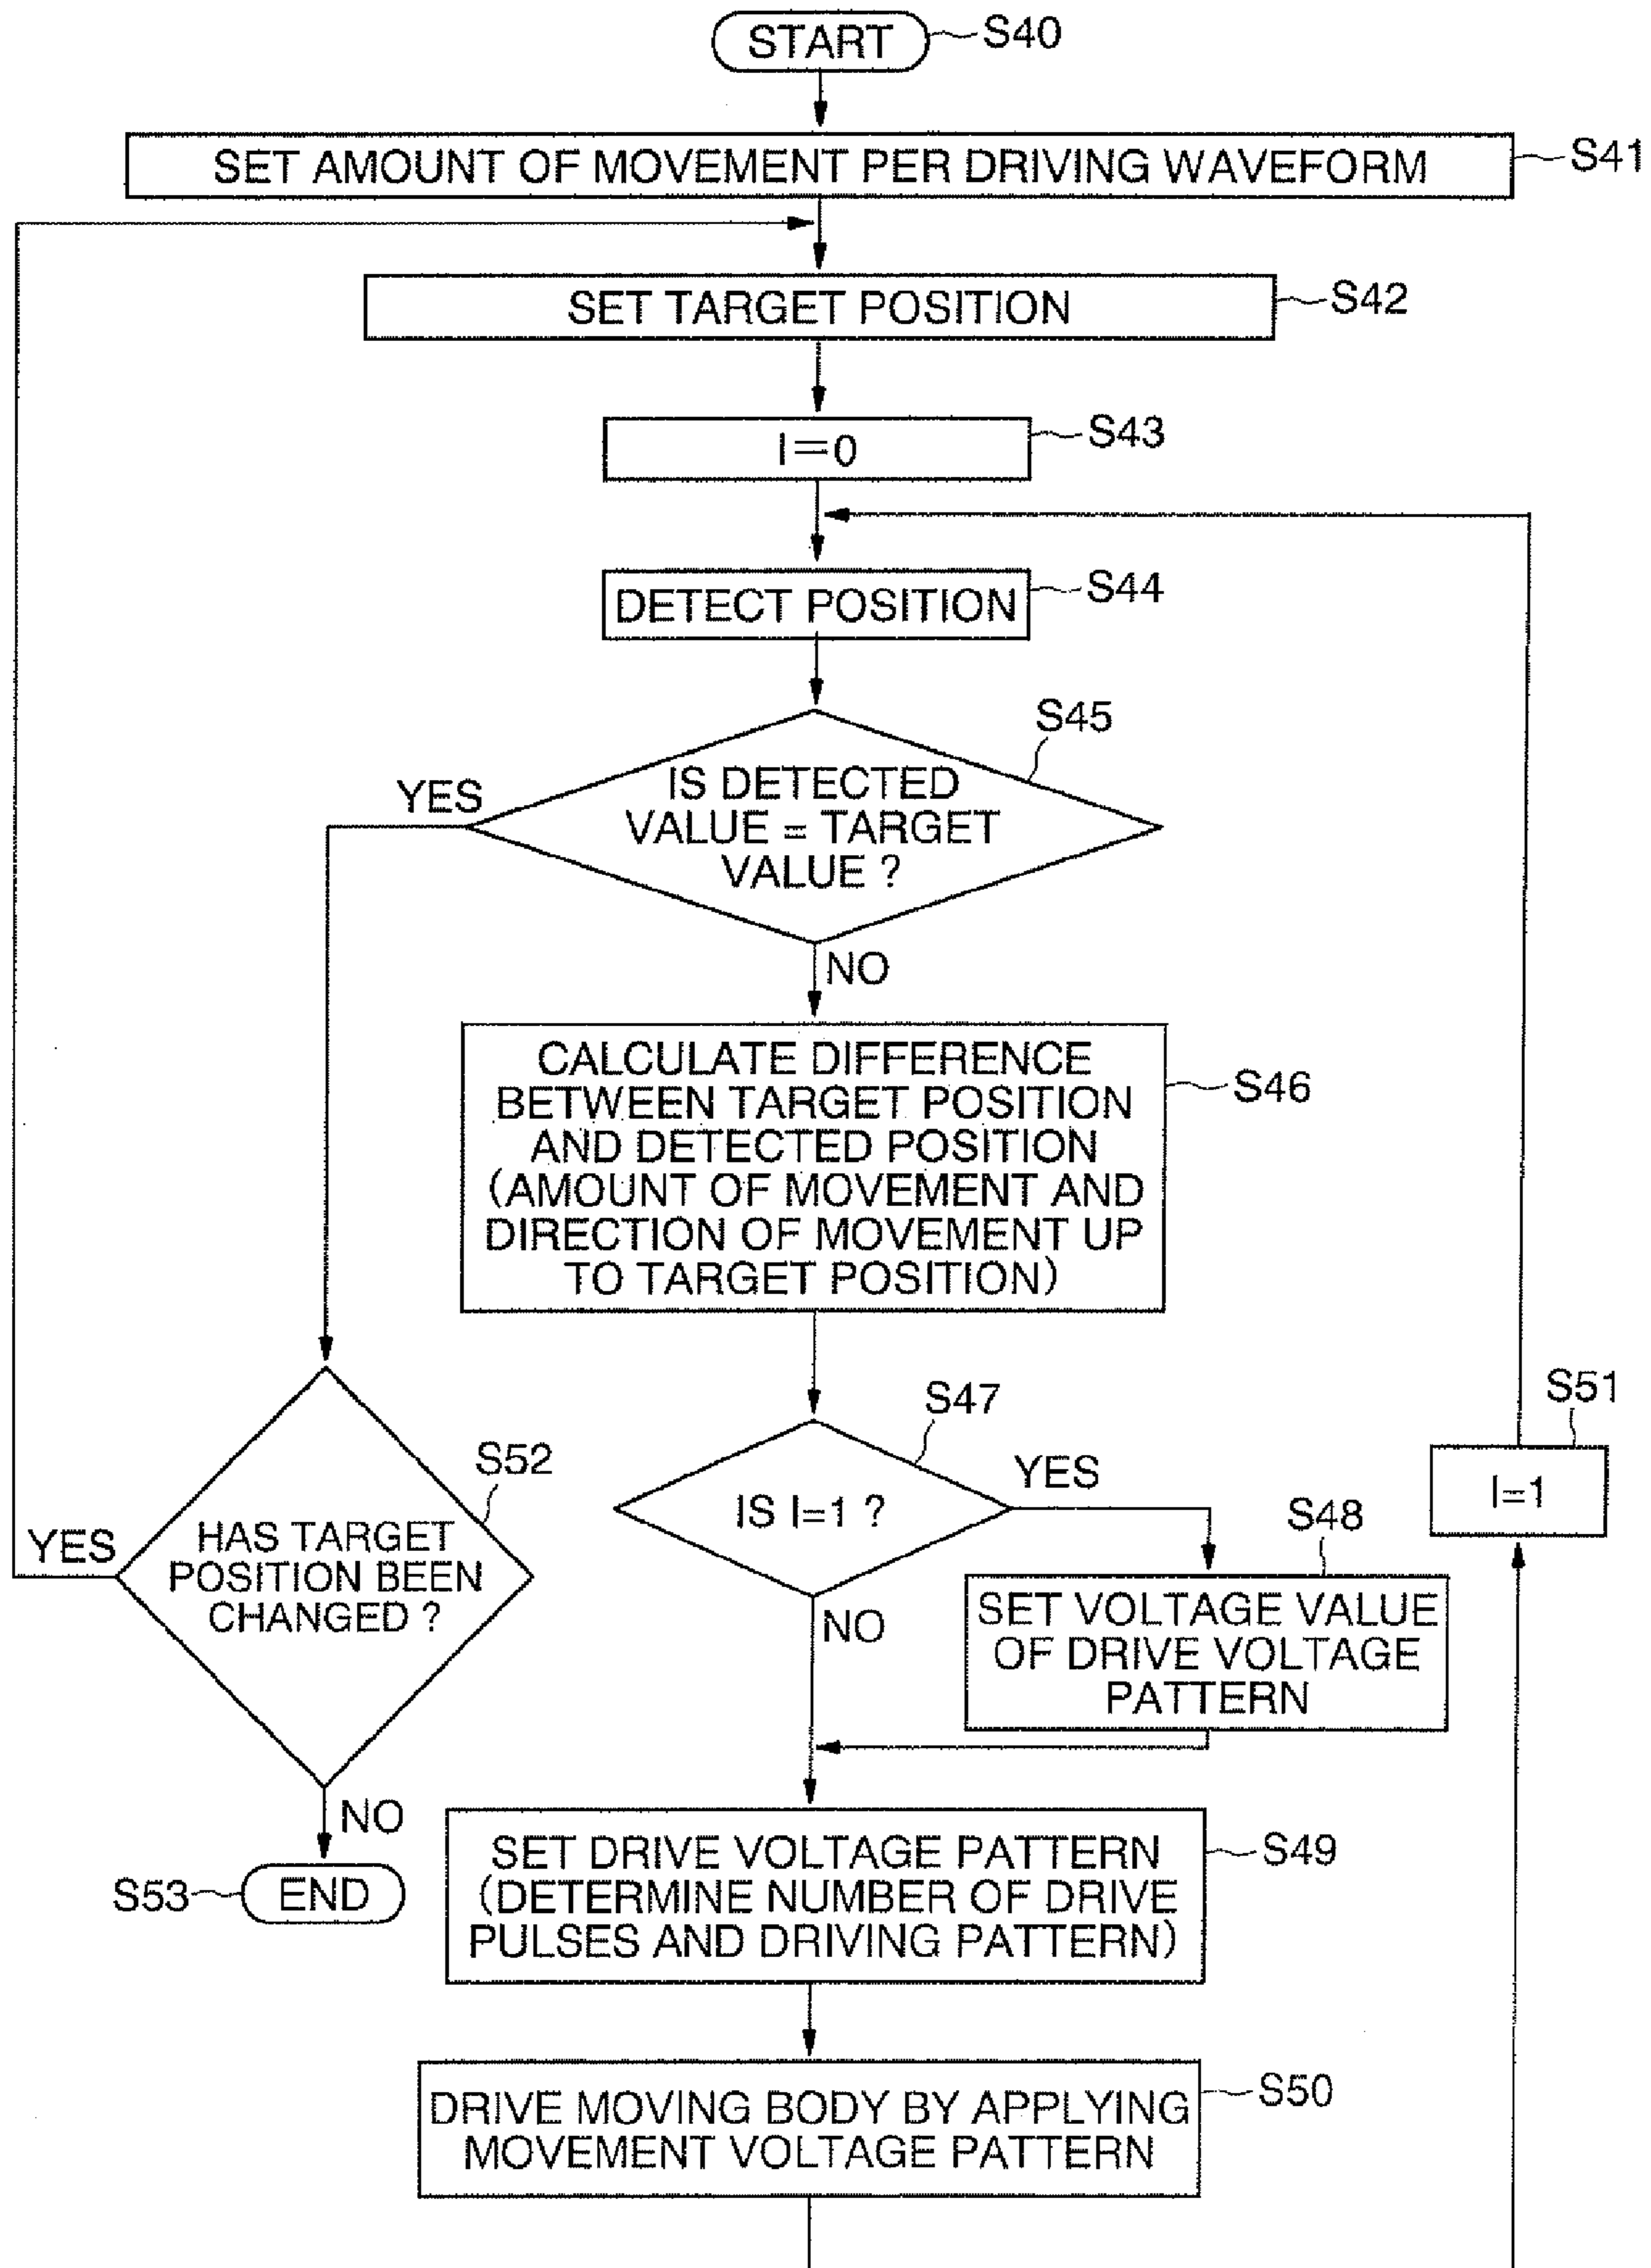 START
S40
SET AMOUNT OF MOVEMENT PER DRIVING WAVEFORM
S41
SET TARGET POSITION
S42
I=0
S43
DETECT POSITION
S44
S45
IS DETECTED
VALUE = TARGET
VALUE ?
YES
NO
CALCULATE DIFFERENCE
BETWEEN TARGET POSITION
AND DETECTED POSITION
(AMOUNT OF MOVEMENT AND
DIRECTION OF MOVEMENT UP
TO TARGET POSITION)
S46
S47
IS I=1 ?
YES
NO
S48
SET VOLTAGE VALUE
OF DRIVE VOLTAGE
PATTERN
S51
I=1
S52
HAS TARGET
POSITION BEEN
CHANGED ?
YES
NO
S53
END
SET DRIVE VOLTAGE PATTERN
(DETERMINE NUMBER OF DRIVE
PULSES AND DRIVING PATTERN)
S49
DRIVE MOVING BODY BY APPLYING
MOVEMENT VOLTAGE PATTERN
S50